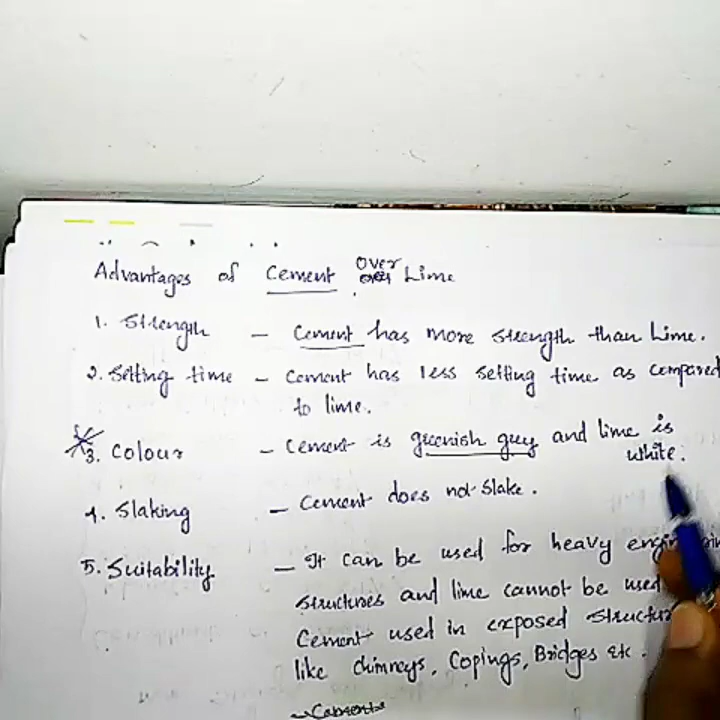 Advantages of Cement over Lime
1. Strength – Cement has more strength than Lime.
2. Setting time – Cement has less setting time as compared
to lime.
3. Colour – Cement is greenish grey and lime is
white.
4. Slaking – Cement does not slake.
5. Suitability – It can be used for heavy
structures and lime cannot be used
Cement used in exposed
like chimneys, Copings, Bridges etc.